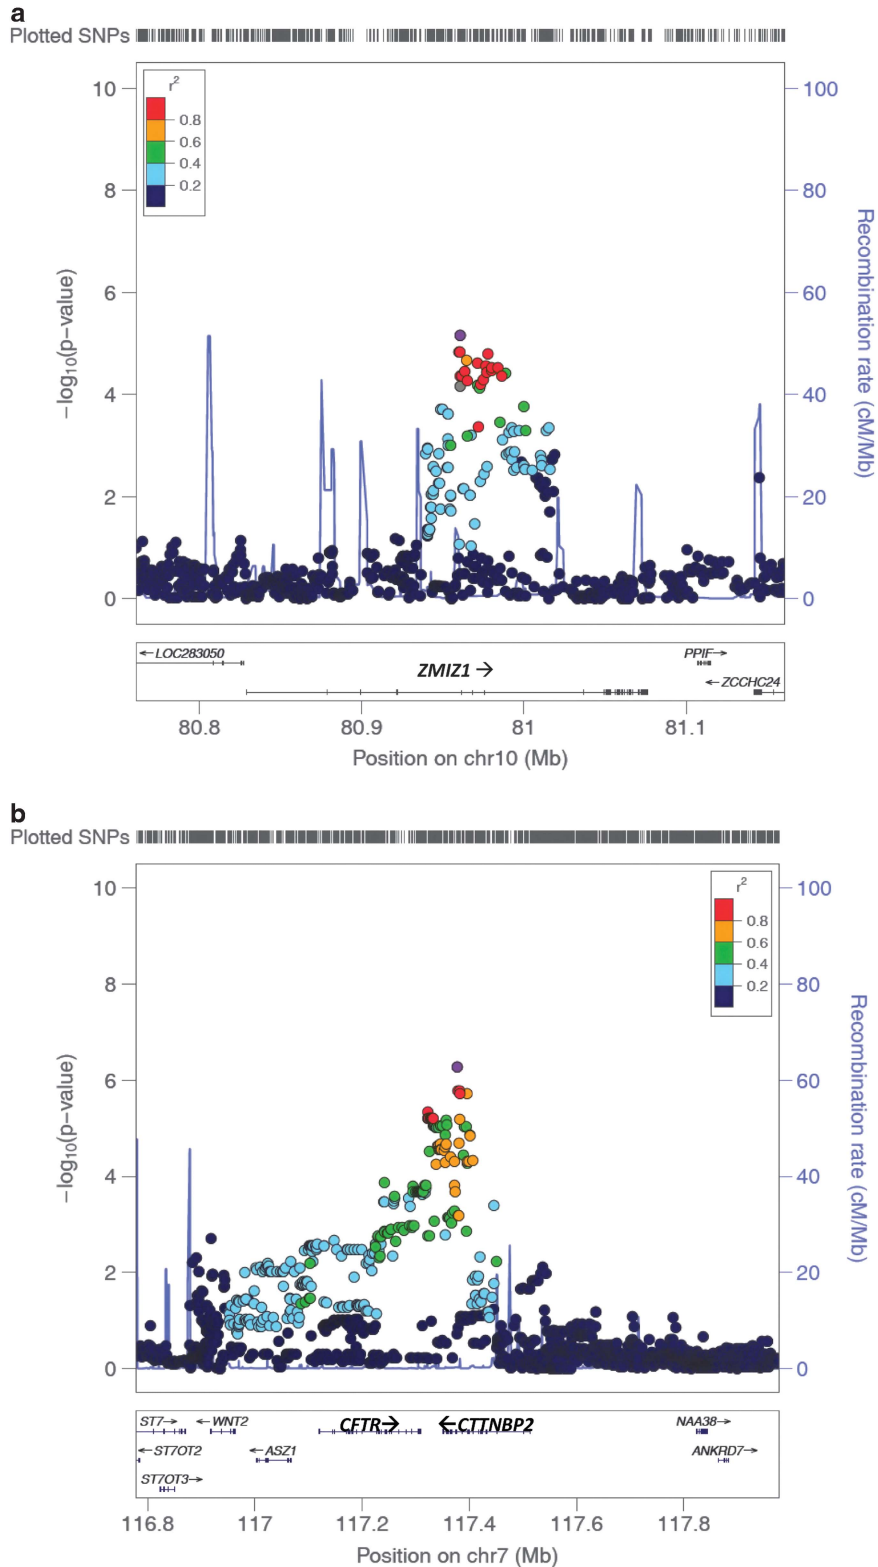 a
Plotted SNPs
r2
0.8
0.6
0.4
0.2
10
8
6
4
2
0
−log10(p−value)
100
80
60
40
20
0
Recombination rate (cM/Mb)
←LOC283050
ZMIZ1 →
PPIF→
←ZCCHC24
80.8 80.9 81 81.1
Position on chr10 (Mb)
b
Plotted SNPs
r2
0.8
0.6
0.4
0.2
10
8
6
4
2
0
−log10(p−value)
100
80
60
40
20
0
Recombination rate (cM/Mb)
ST7→ ←WNT2 CFTR→ ←CTTNBP2 NAA38→
←ST7OT2 ←ASZ1 ANKRD7→
ST7OT3→
116.8 117 117.2 117.4 117.6 117.8
Position on chr7 (Mb)